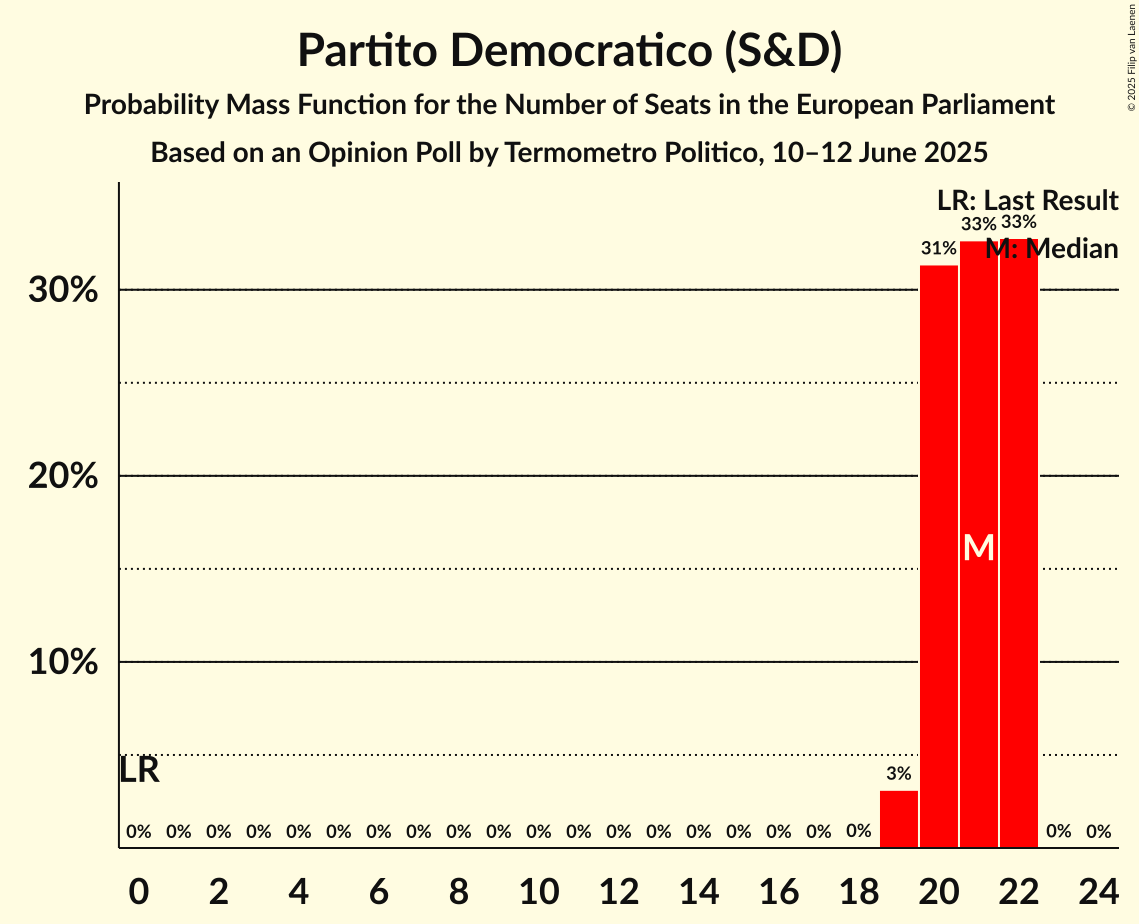 Partito Democratico (S&D)
Probability Mass Function for the Number of Seats in the European Parliament
Based on an Opinion Poll by Termometro Politico, 10–12 June 2025
© 2025 Filip van Laenen
LR: Last Result
M: Median
33% 33%
31%
30%
20%
M
10%
LR
3%
0% 0% 0% 0% 0% 0% 0% 0% 0% 0% 0% 0% 0% 0% 0% 0% 0% 0% 0% 0% 0%
0 2 4 6 8 10 12 14 16 18 20 22 24